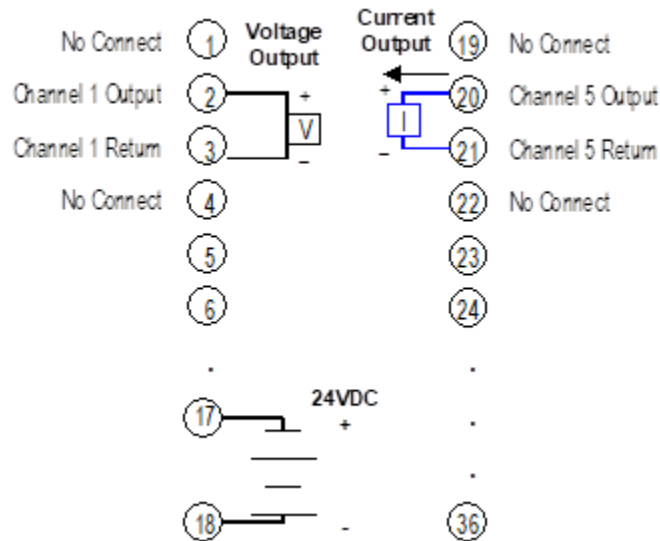 No Connect 1 Voltage Output Current Output 19 No Connect
Channel 1 Output 2 + + 20 Channel 5 Output
V I
Channel 1 Return 3 – – 21 Channel 5 Return
No Connect 4 22 No Connect
5 23
6 24
. .
17 24VDC + .
.
18 - 36